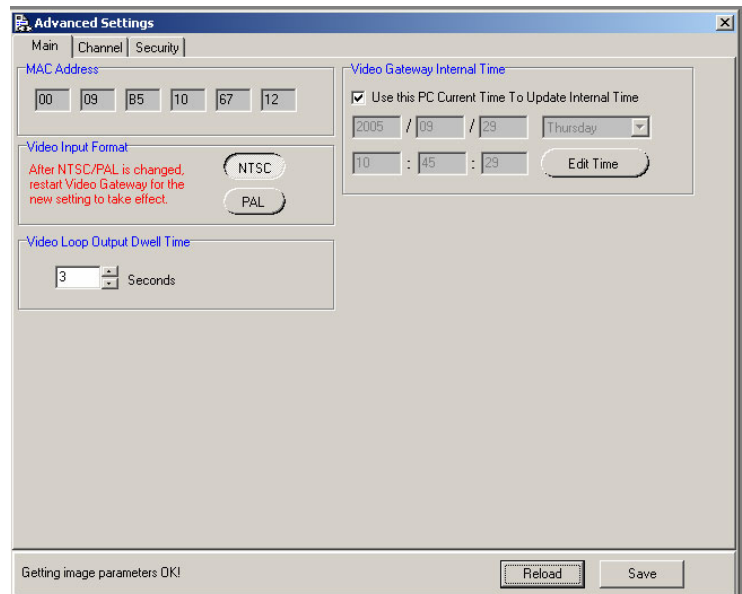 Advanced Settings
Main Channel Security
MAC Address
00 09 B5 10 67 12
Video Input Format
After NTSC/PAL is changed,
restart Video Gateway for the
new setting to take effect.
NTSC
PAL
Video Loop Output Dwell Time
3 Seconds
Video Gateway Internal Time
Use this PC Current Time To Update Internal Time
2005 / 09 / 29 Thursday
10 : 45 : 29 Edit Time
Getting image parameters OK!
Reload Save